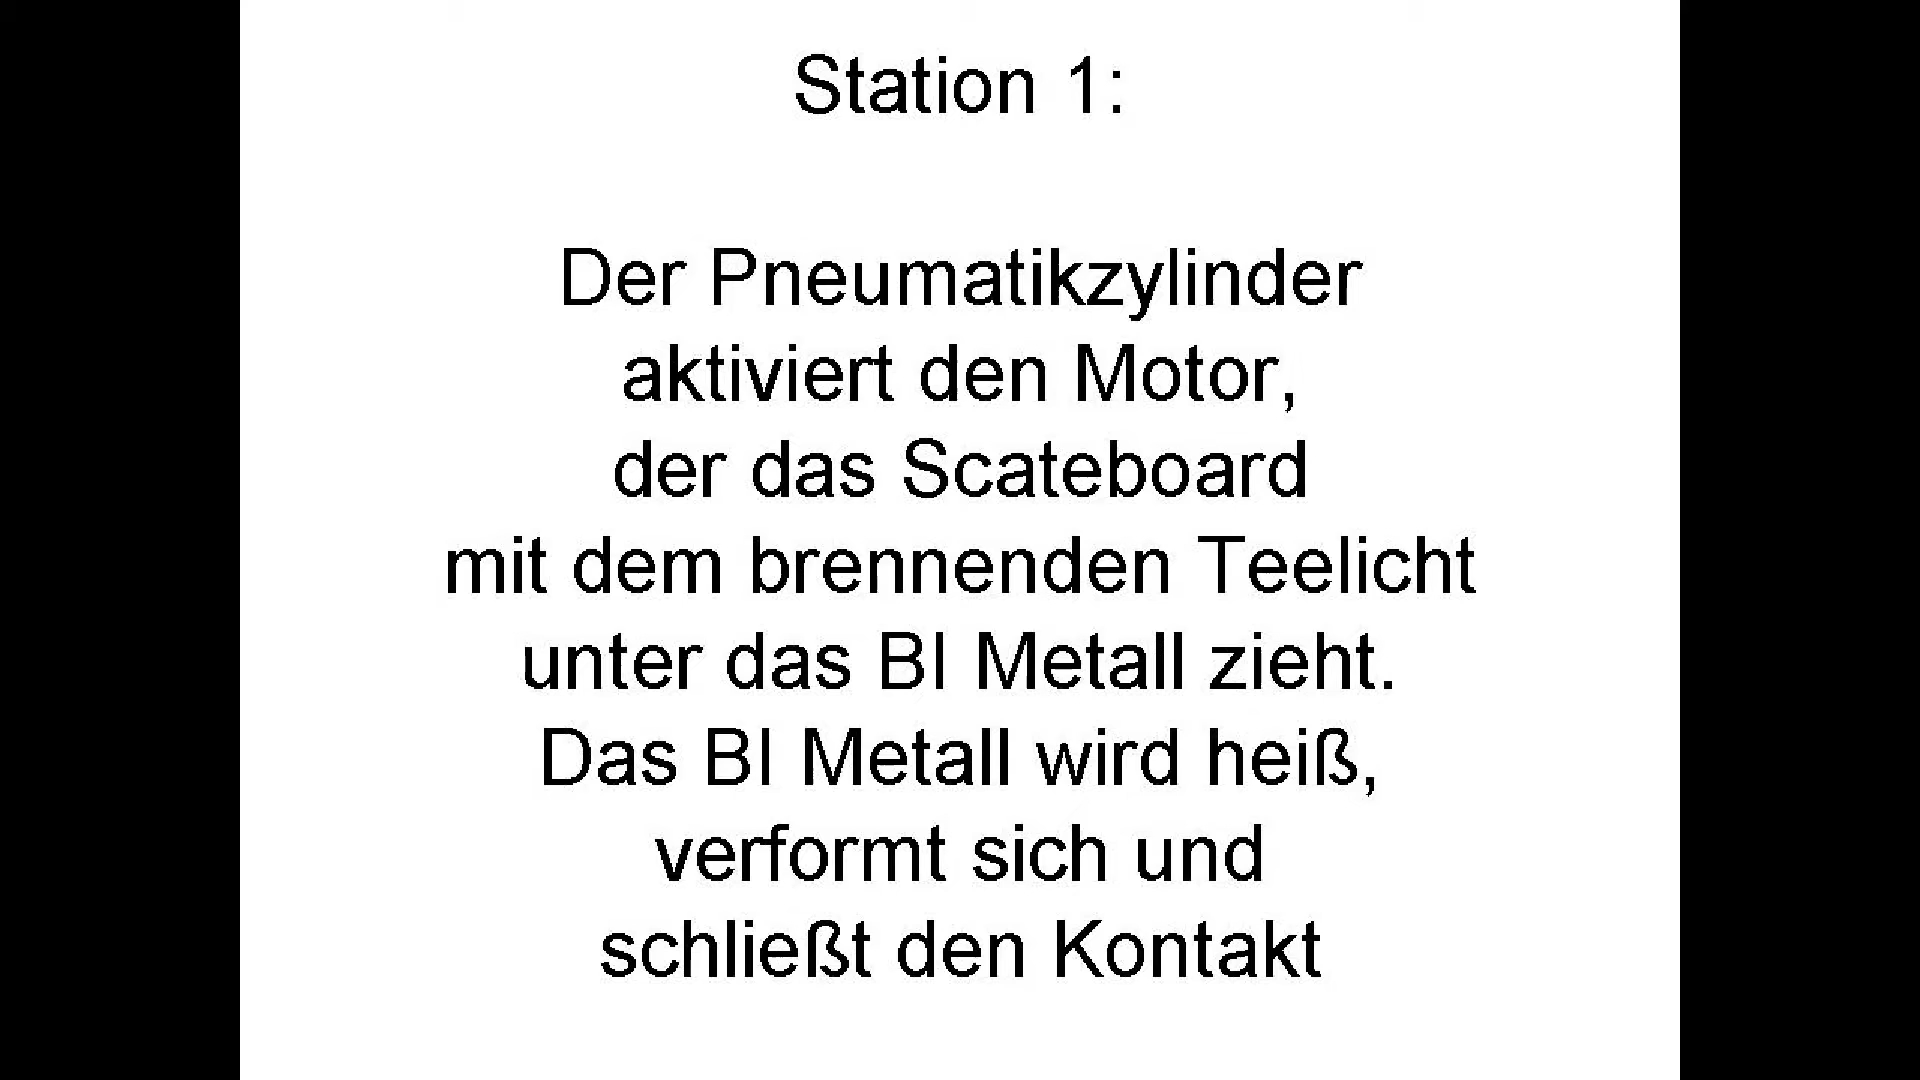 Station 1:
Der Pneumatikzylinder
aktiviert den Motor,
der das Scateboard
mit dem brennenden Teelicht
unter das BI Metall zieht.
Das BI Metall wird heiß,
verformt sich und
schließt den Kontakt